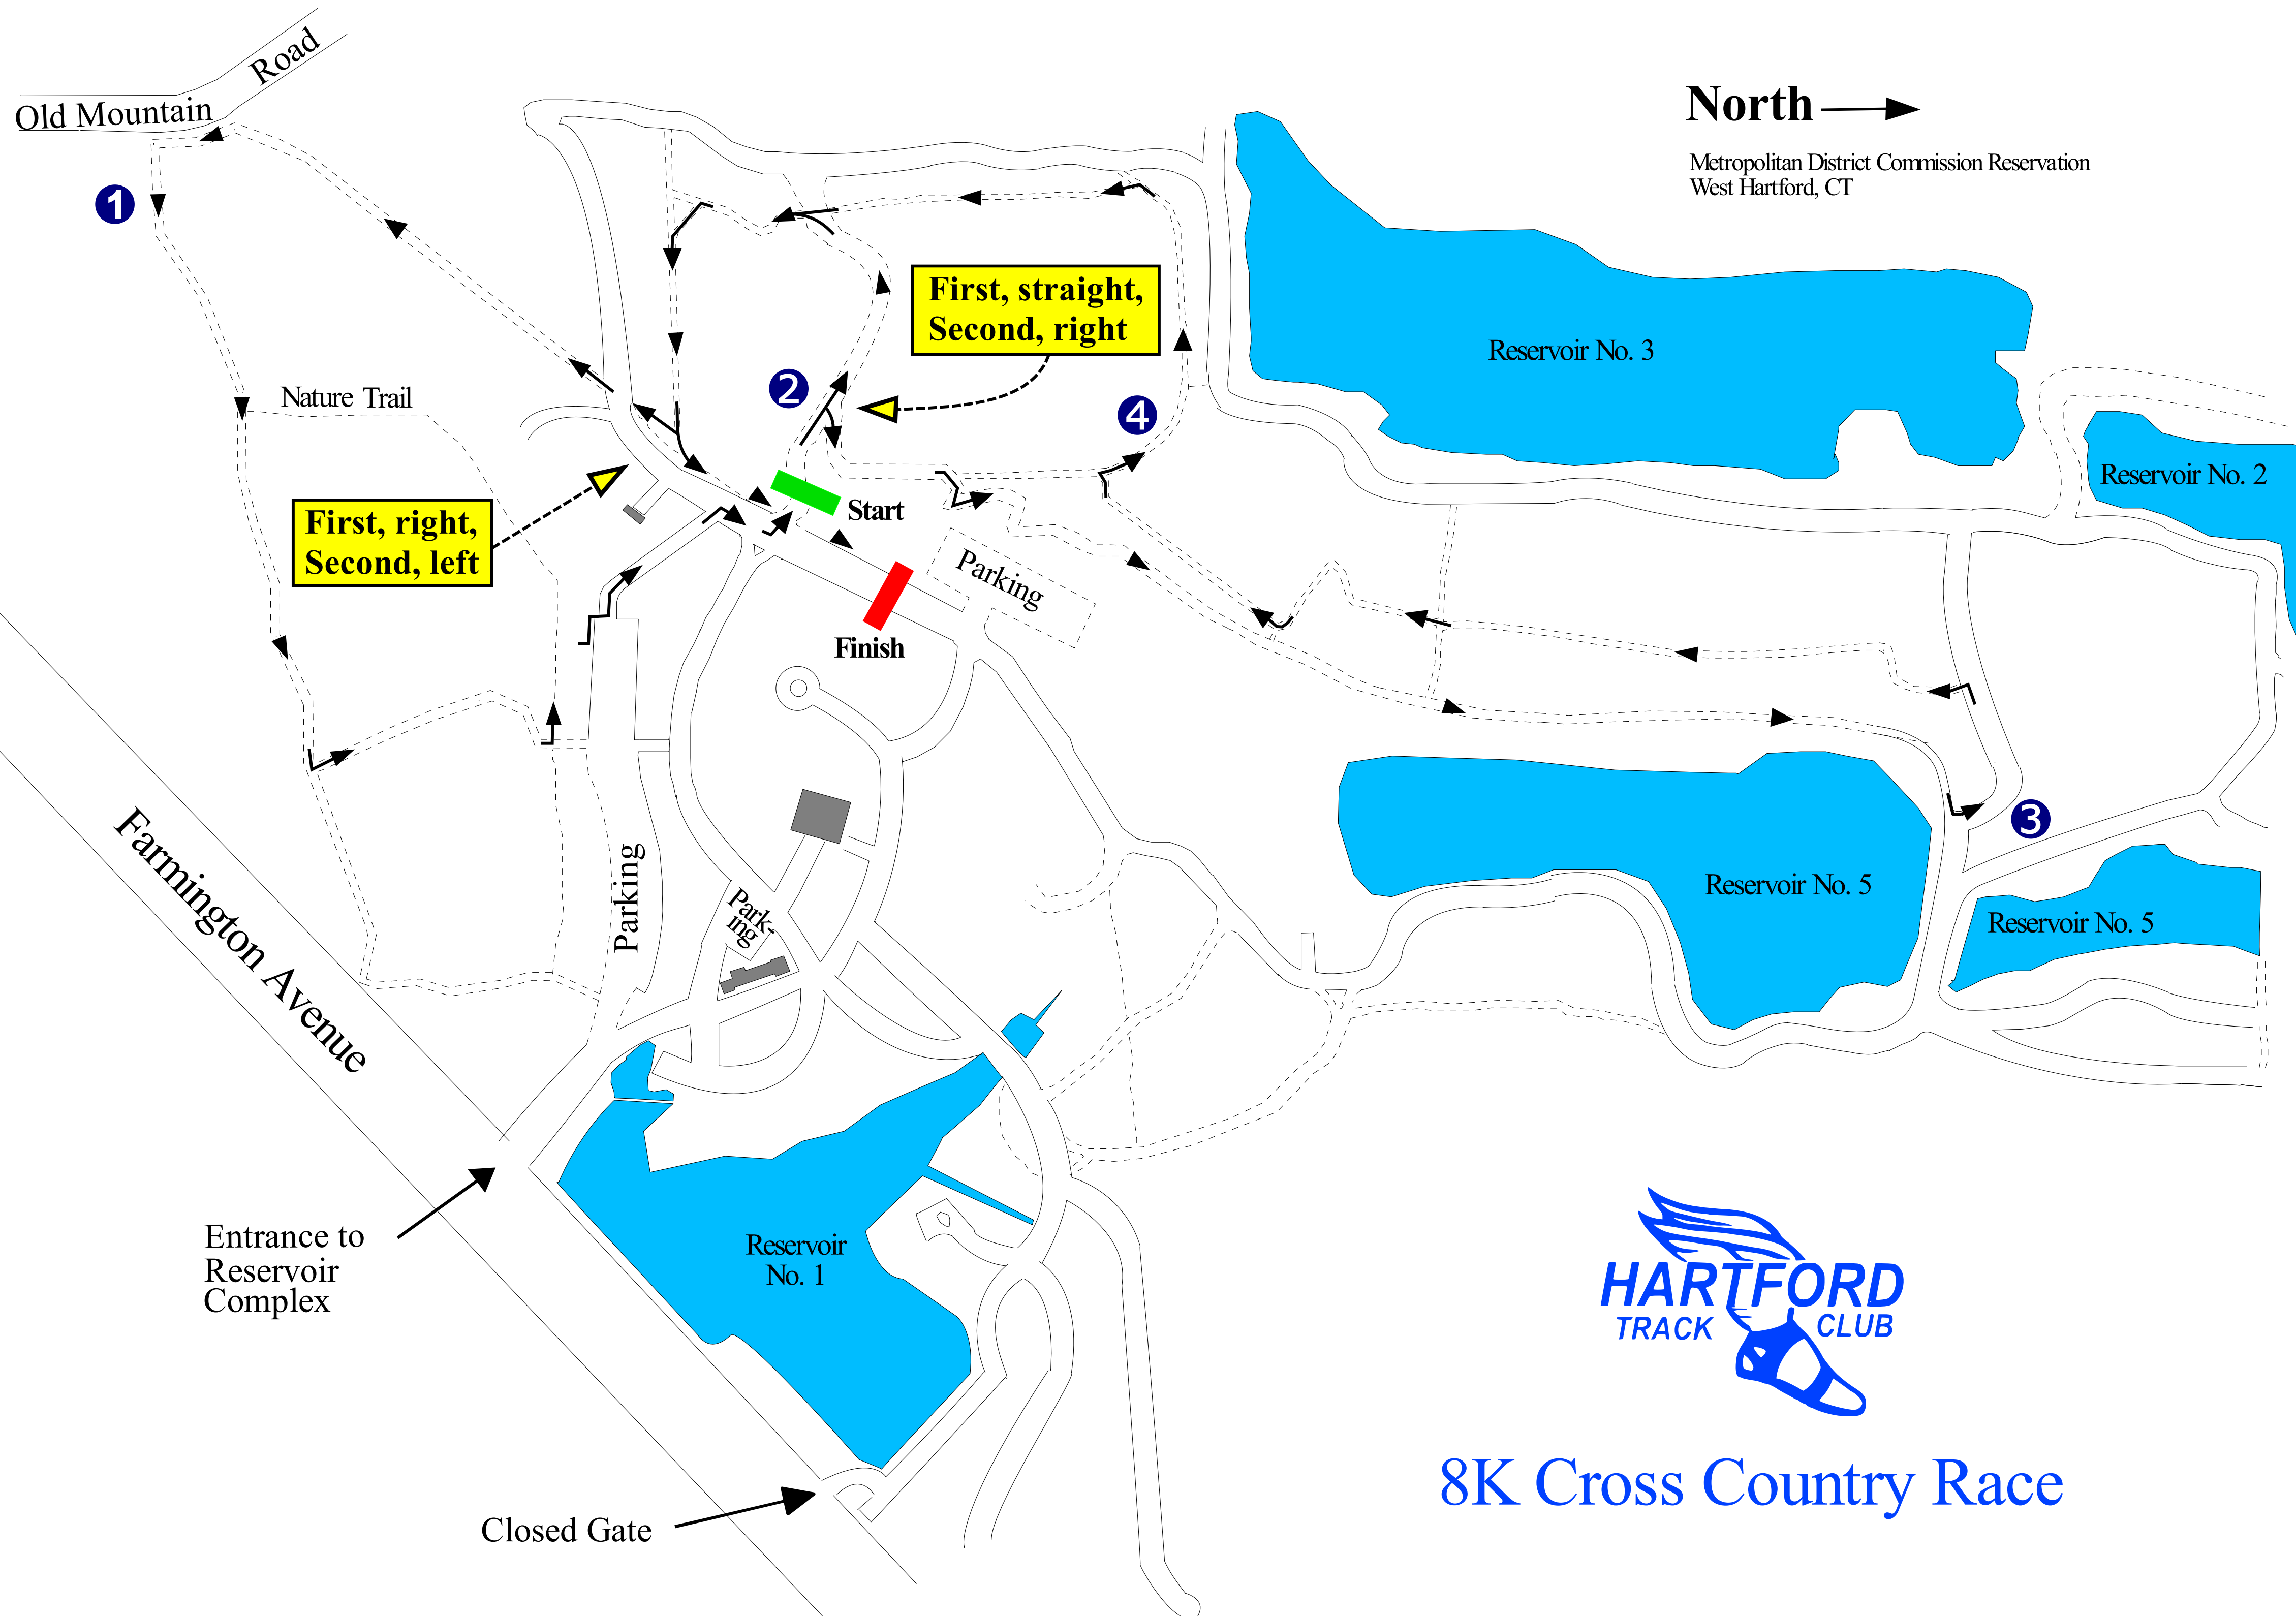 Old Mountain
Road
North
Metropolitan District Commission Reservation
West Hartford, CT
1
First, straight,
Second, right
Reservoir No. 3
2
4
Nature Trail
Reservoir No. 2
Start
First, right,
Second, left
Parking
Finish
3
Farmington Avenue
Parking
Park-
ing
Reservoir No. 5
Reservoir No. 5
Entrance to
Reservoir
Complex
Reservoir
No. 1
HARTFORD
TRACK CLUB
8K Cross Country Race
Closed Gate